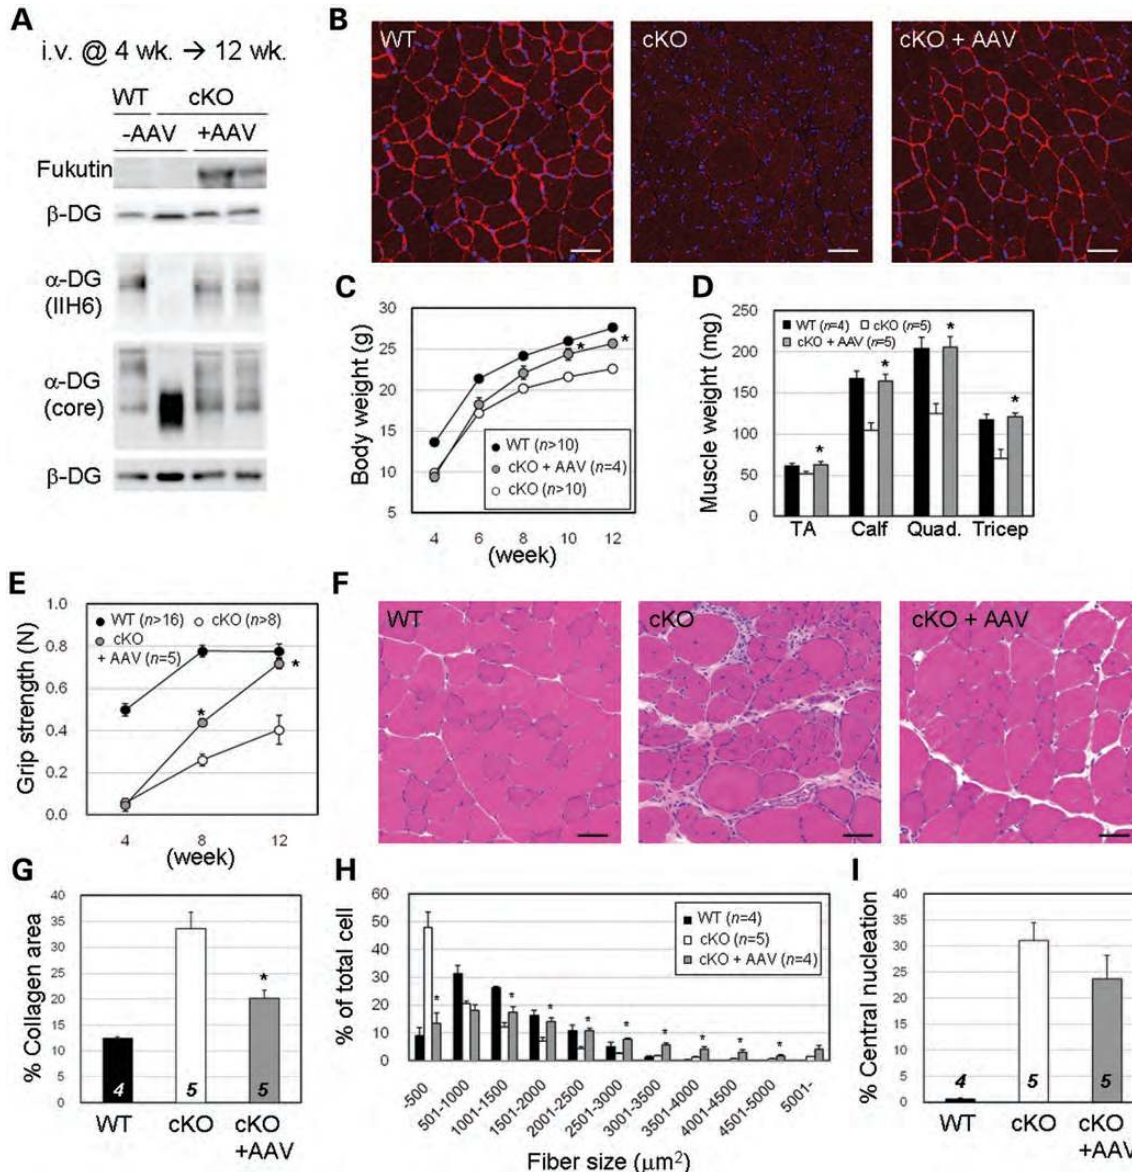 A
i.v. @ 4 wk. → 12 wk.
WT cKO
-AAV +AAV
Fukutin
β-DG
α-DG
(IIH6)
α-DG
(core)
β-DG
B
WT
cKO
cKO + AAV
C
Body weight (g)
30
25
20
15
10
5
WT (n>10)
cKO + AAV (n=4)
cKO (n>10)
* *
4 6 8 10 12
(week)
D
Muscle weight (mg)
250
200
150
100
50
0
WT (n=4) cKO (n=5)
cKO + AAV (n=5)
* * * *
TA Calf Quad. Tricep
E
Grip strength (N)
1.0
0.8
0.6
0.4
0.2
0.0
WT (n>16) cKO (n>8)
cKO
+ AAV (n=5)
* *
4 8 12
(week)
F
WT
cKO
cKO + AAV
G
% Collagen area
40
35
30
25
20
15
10
5
0
*
4 5 5
WT cKO cKO
+AAV
H
% of total cell
60
50
40
30
20
10
0
WT (n=4)
cKO (n=5)
cKO + AAV (n=4)
* * * * * * * * *
-500
501-1000
1001-1500
1501-2000
2001-2500
2501-3000
3001-3500
3501-4000
4001-4500
4501-5000
5001-
Fiber size (μm²)
I
% Central nucleation
40
35
30
25
20
15
10
5
0
4 5 5
WT cKO cKO
+AAV